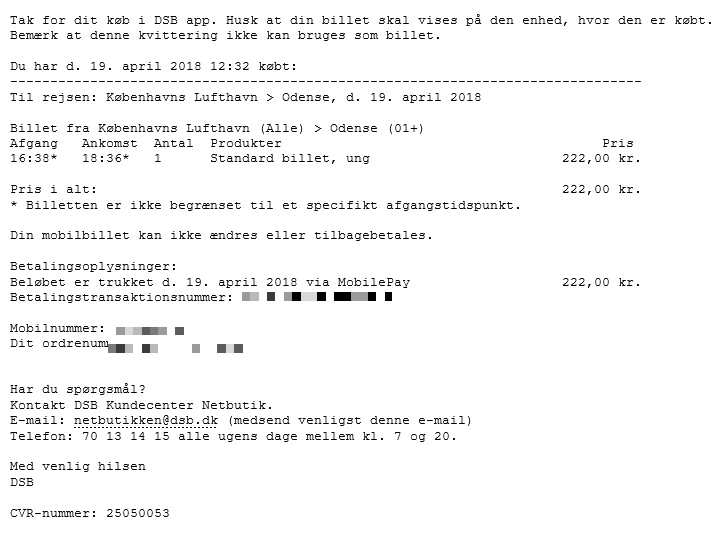 Tak for dit køb i DSB app. Husk at din billet skal vises på den enhed, hvor den er købt.
Bemærk at denne kvittering ikke kan bruges som billet.
Du har d. 19. april 2018 12:32 købt:
-------------------------------------------------------------------------------
Til rejsen: Københavns Lufthavn > Odense, d. 19. april 2018
Billet fra Københavns Lufthavn (Alle) > Odense (01+)
Afgang Ankomst Antal Produkter Pris
16:38* 18:36* 1 Standard billet, ung 222,00 kr.
Pris i alt: 222,00 kr.
* Billetten er ikke begrænset til et specifikt afgangstidspunkt.
Din mobilbillet kan ikke ændres eller tilbagebetales.
Betalingsoplysninger:
Beløbet er trukket d. 19. april 2018 via MobilePay 222,00 kr.
Betalingstransaktionsnummer:
Mobilnummer:
Dit ordrenum
Har du spørgsmål?
Kontakt DSB Kundecenter Netbutik.
E-mail: netbutikken@dsb.dk (medsend venligst denne e-mail)
Telefon: 70 13 14 15 alle ugens dage mellem kl. 7 og 20.
Med venlig hilsen
DSB
CVR-nummer: 25050053